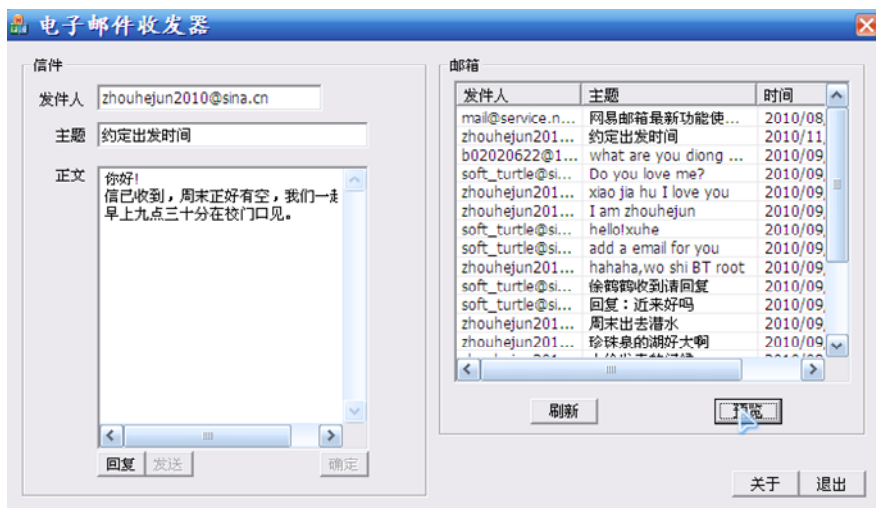 电子邮件收发器
信件
发件人 zhouhejun2010@sina.cn
主题 约定出发时间
正文
你好!
信已收到，周末正好有空，我们一走
早上九点三十分在校门口见。
回复 发送 确定
邮箱
发件人 主题 时间
mail@service.n... 网易邮箱最新功能使... 2010/08,
zhouhejun201... 约定出发时间 2010/11,
b02020622@1... what are you diong ... 2010/09,
soft_turtle@si... Do you love me? 2010/09,
zhouhejun201... xiao jia hu I love you 2010/09,
zhouhejun201... I am zhouhejun 2010/09,
soft_turtle@si... hello!xuhe 2010/09,
soft_turtle@si... add a email for you 2010/09,
zhouhejun201... hahaha,wo shi BT root 2010/09,
soft_turtle@si... 徐鹤鹤收到请回复 2010/09,
soft_turtle@si... 回复：近来好吗 2010/09,
zhouhejun201... 周末出去潜水 2010/09,
zhouhejun201... 珍珠泉的湖好大啊 2010/09,
刷新 预览
关于 退出